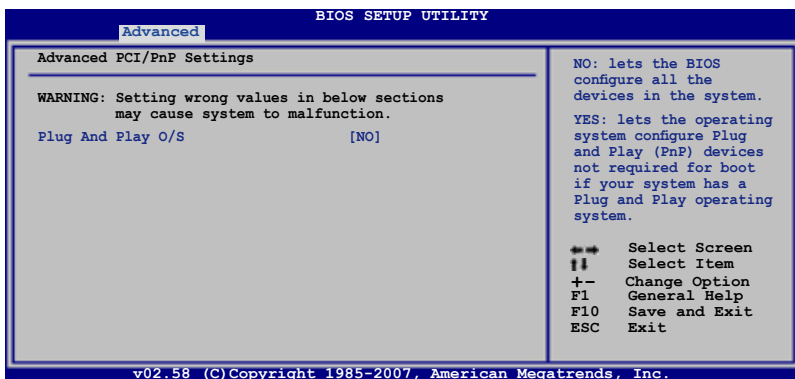 BIOS SETUP UTILITY
Advanced
Advanced PCI/PnP Settings
WARNING: Setting wrong values in below sections
may cause system to malfunction.
Plug And Play O/S [NO]
NO: lets the BIOS
configure all the
devices in the system.
YES: lets the operating
system configure Plug
and Play (PnP) devices
not required for boot
if your system has a
Plug and Play operating
system.
←→ Select Screen
↑↓ Select Item
+- Change Option
F1 General Help
F10 Save and Exit
ESC Exit
v02.58 (C)Copyright 1985-2007, American Megatrends, Inc.